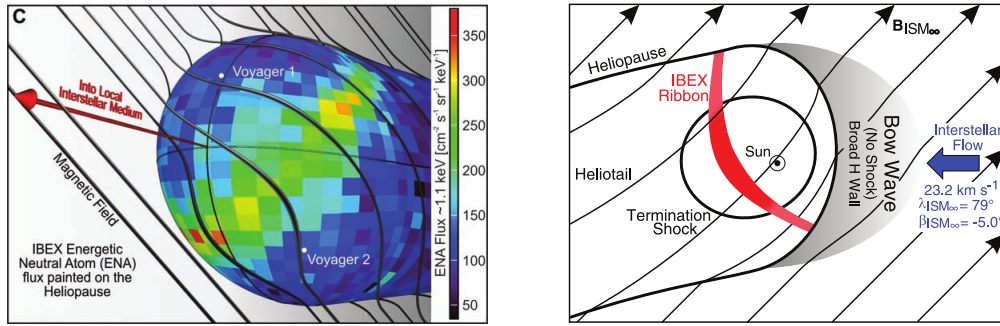 C
Voyager 1
Into Local
Interstellar Medium
Magnetic Field
Voyager 2
IBEX Energetic
Neutral Atom (ENA)
flux painted on the
Heliopause
ENA Flux ~1.1 keV [cm⁻² s⁻¹ sr⁻¹ keV⁻¹]
350
300
250
200
150
100
50
BISM∞
Heliopause
IBEX
Ribbon
Sun
Heliotail
Termination
Shock
Bow Wave
(No Shock)
Broad H Wall
Interstellar
Flow
23.2 km s⁻¹
λISM∞= 79°
βISM∞= -5.0°